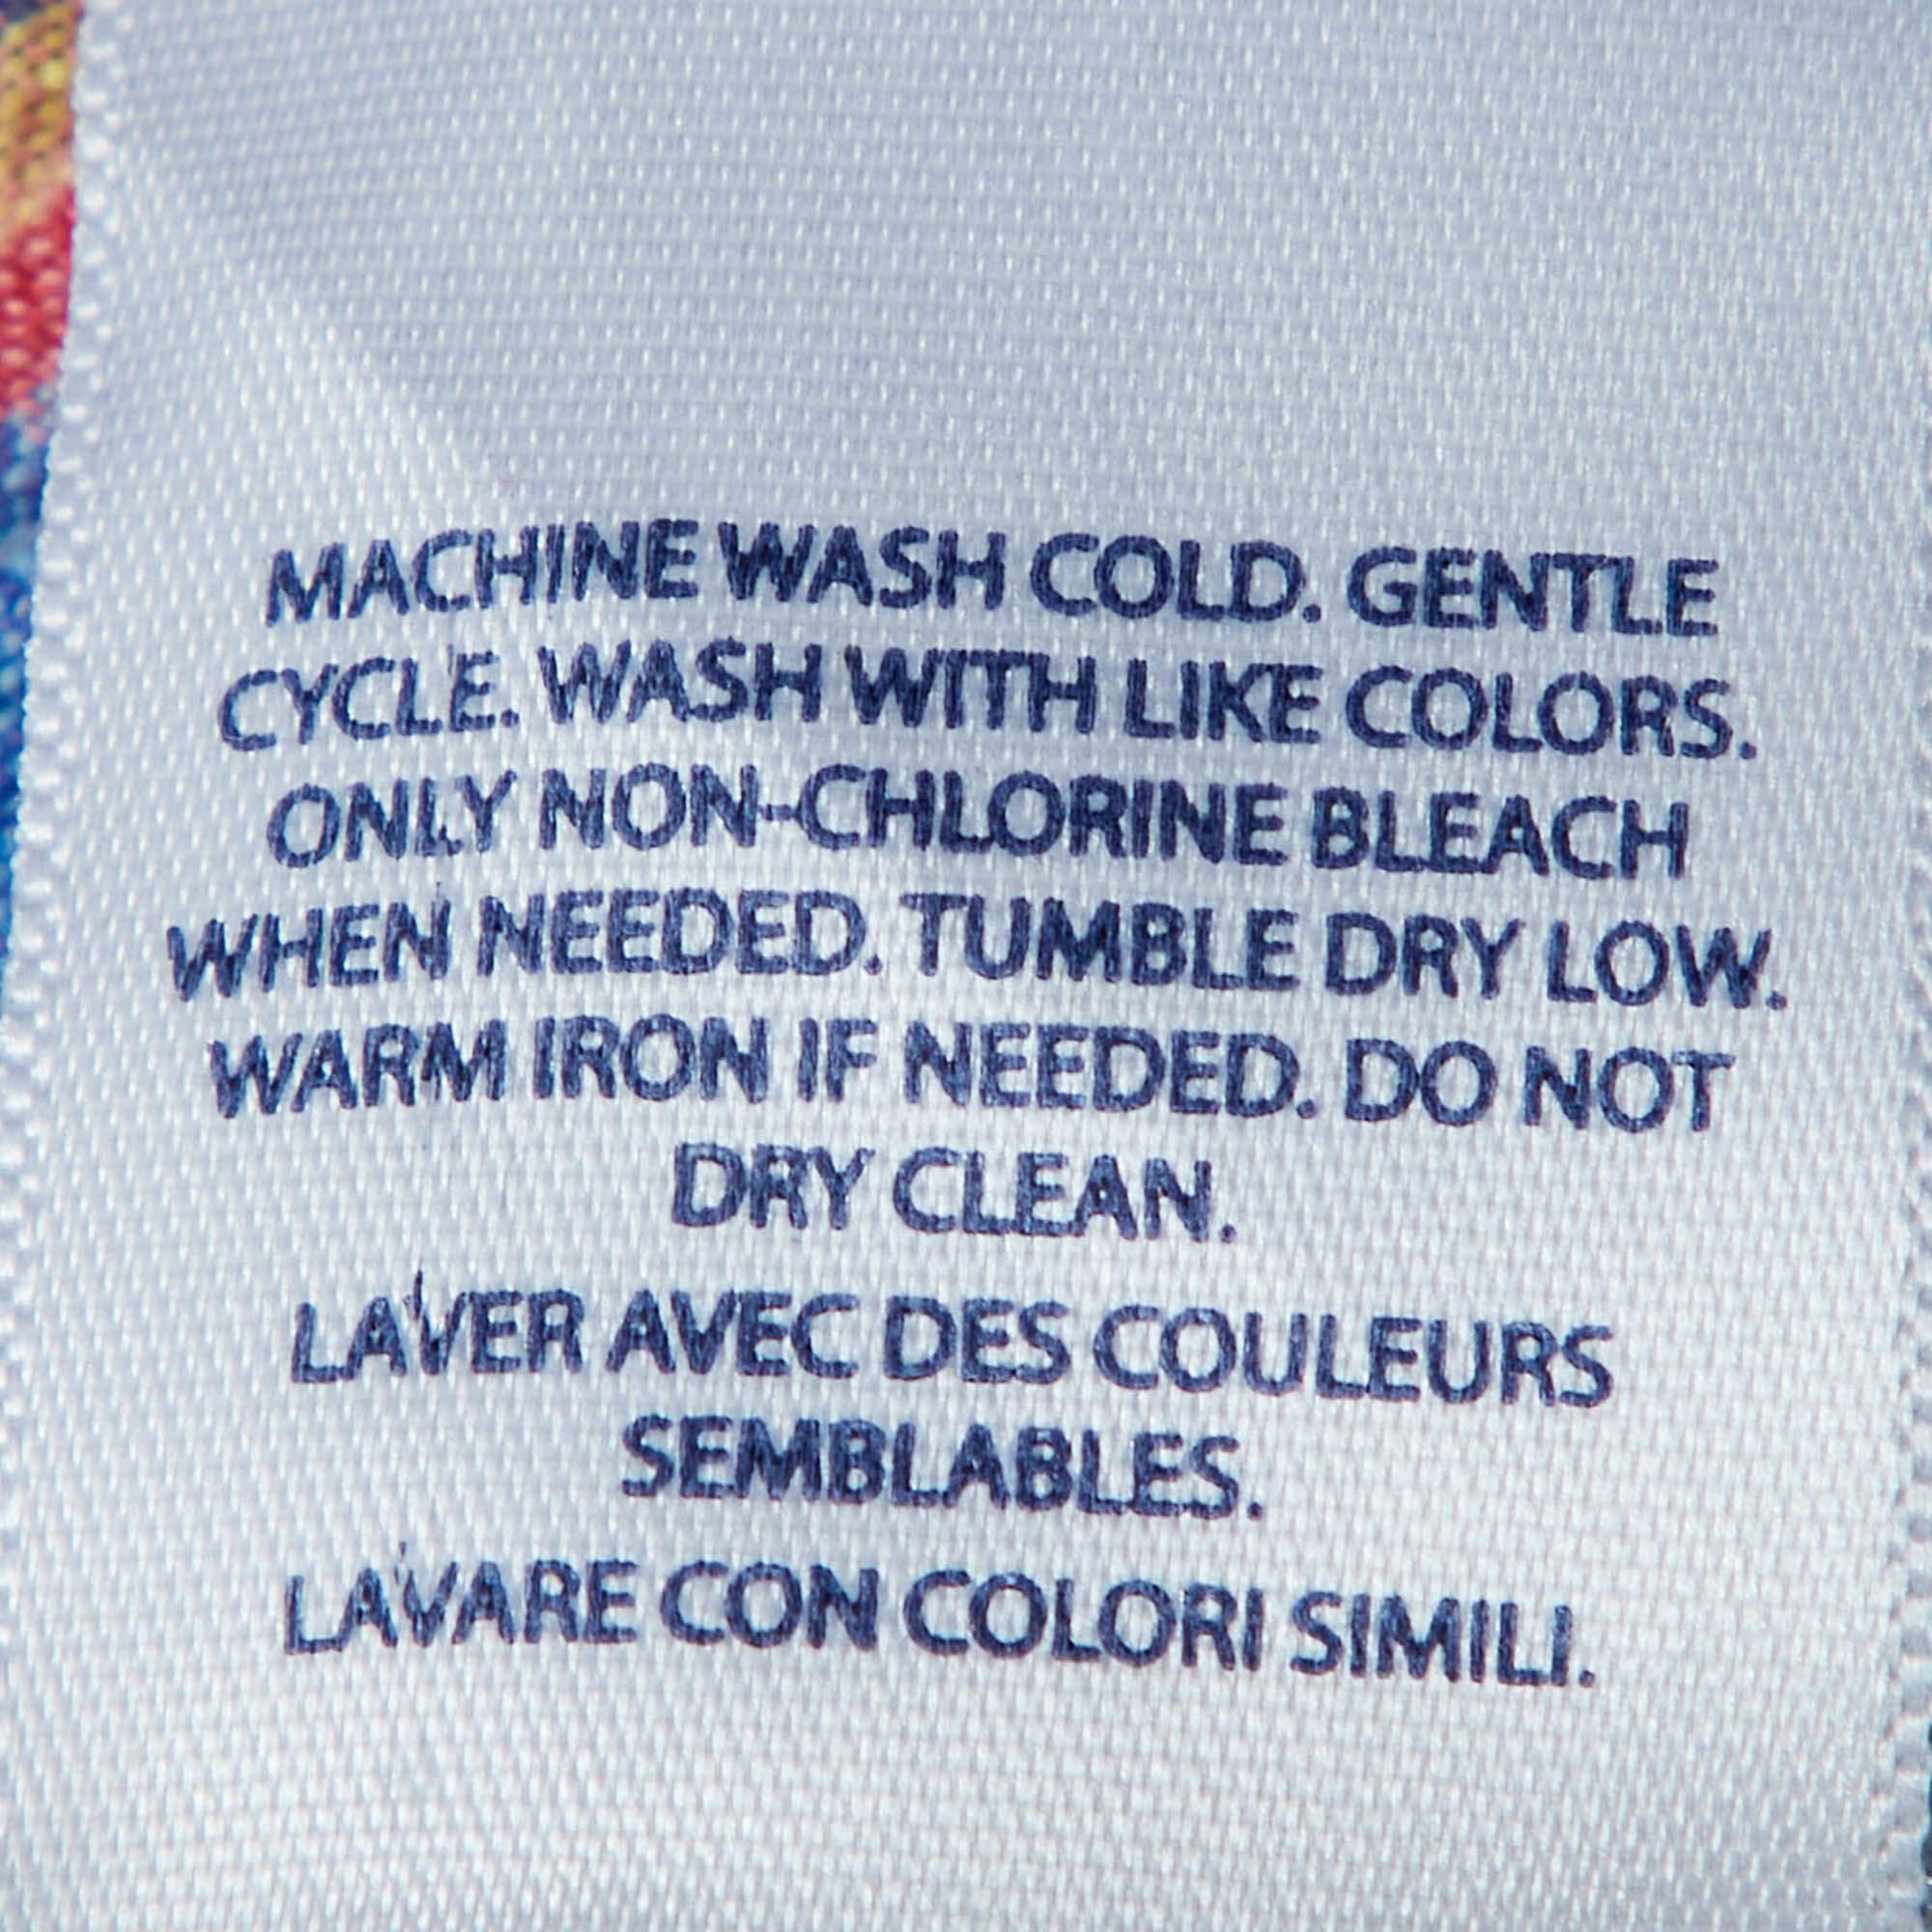 MACHINE WASH COLD. GENTLE
CYCLE. WASH WITH LIKE COLORS.
ONLY NON-CHLORINE BLEACH
WHEN NEEDED. TUMBLE DRY LOW.
WARM IRON IF NEEDED. DO NOT
DRY CLEAN.
LAVER AVEC DES COULEURS
SEMBLABLES.
LAVARE CON COLORI SIMILI.